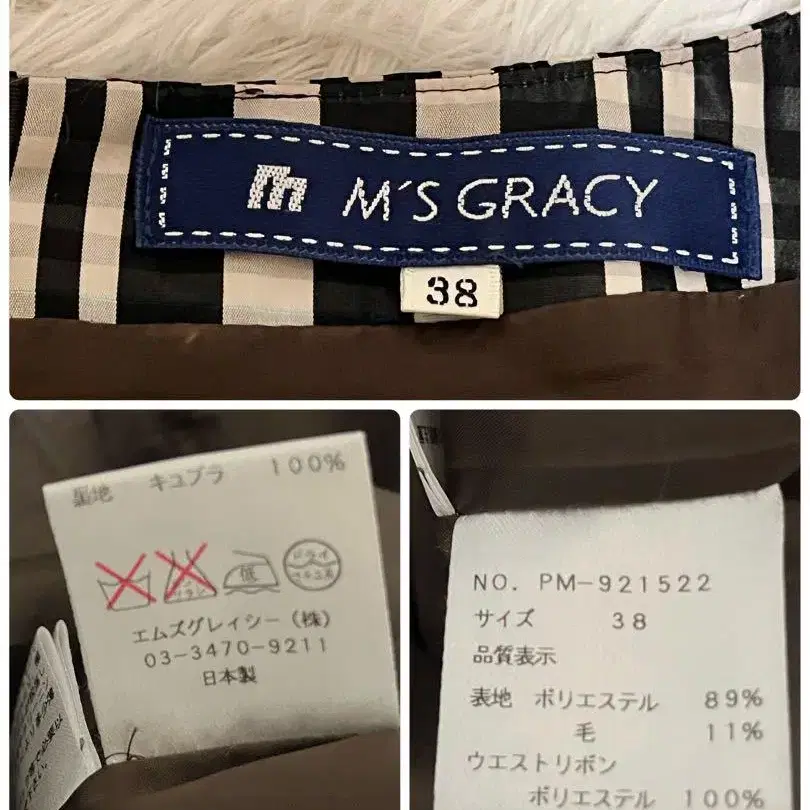 m M'S GRACY
38
裏地 キュプラ 100%
低
ドライ
エムズグレイシー(株)
03-3470-9211
日本製
NO. PM-921522
サイズ 38
品質表示
表地 ポリエステル 89%
毛 11%
ウエストリボン
ポリエステル 100%